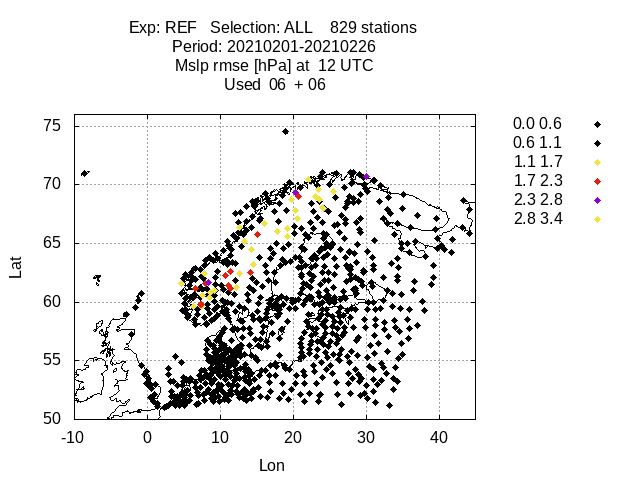 Exp: REF   Selection: ALL    829 stations
Period: 20210201-20210226
Mslp rmse [hPa] at  12 UTC
Used  06  + 06
75
70
65
60
55
50
Lat
-10 0 10 20 30 40
Lon
0.0 0.6
0.6 1.1
1.1 1.7
1.7 2.3
2.3 2.8
2.8 3.4